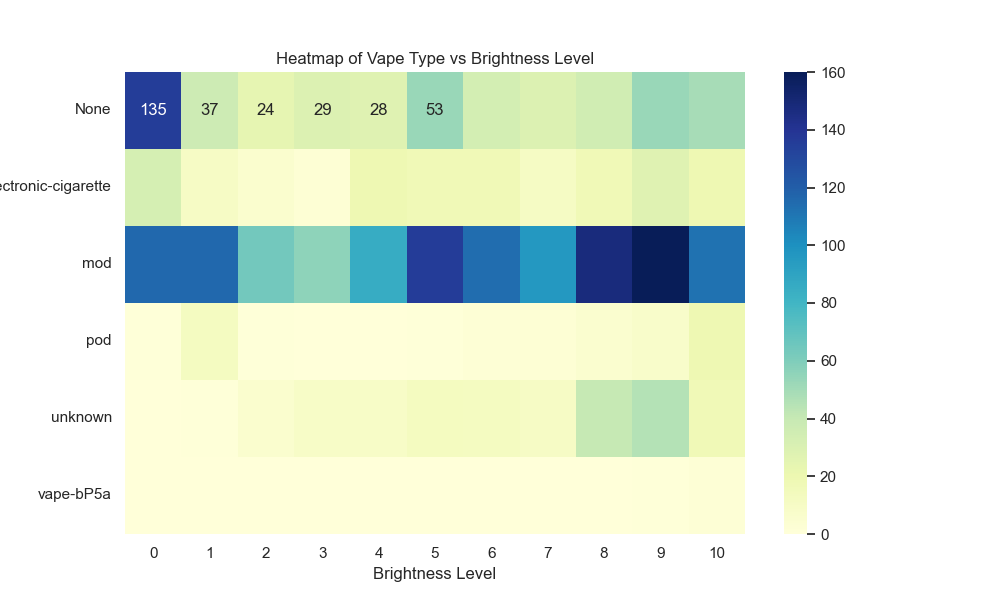 Heatmap of Vape Type vs Brightness Level
None
135 37 24 29 28 53
ectronic-cigarette
mod
pod
unknown
vape-bP5a
0 1 2 3 4 5 6 7 8 9 10
Brightness Level
160
140
120
100
80
60
40
20
0